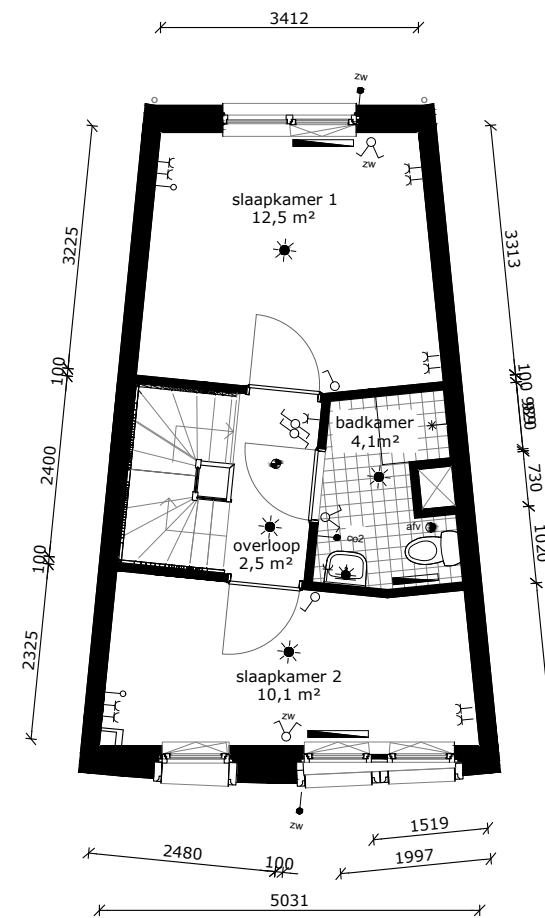 3412
zw
zw
slaapkamer 1
12,5 m²
3225
3313
100
100
badkamer
4,1m²
2400
730
afv
co2
overloop
2,5 m²
1020
100
2325
slaapkamer 2
10,1 m²
zw
zw
1519
2480
100
1997
5031